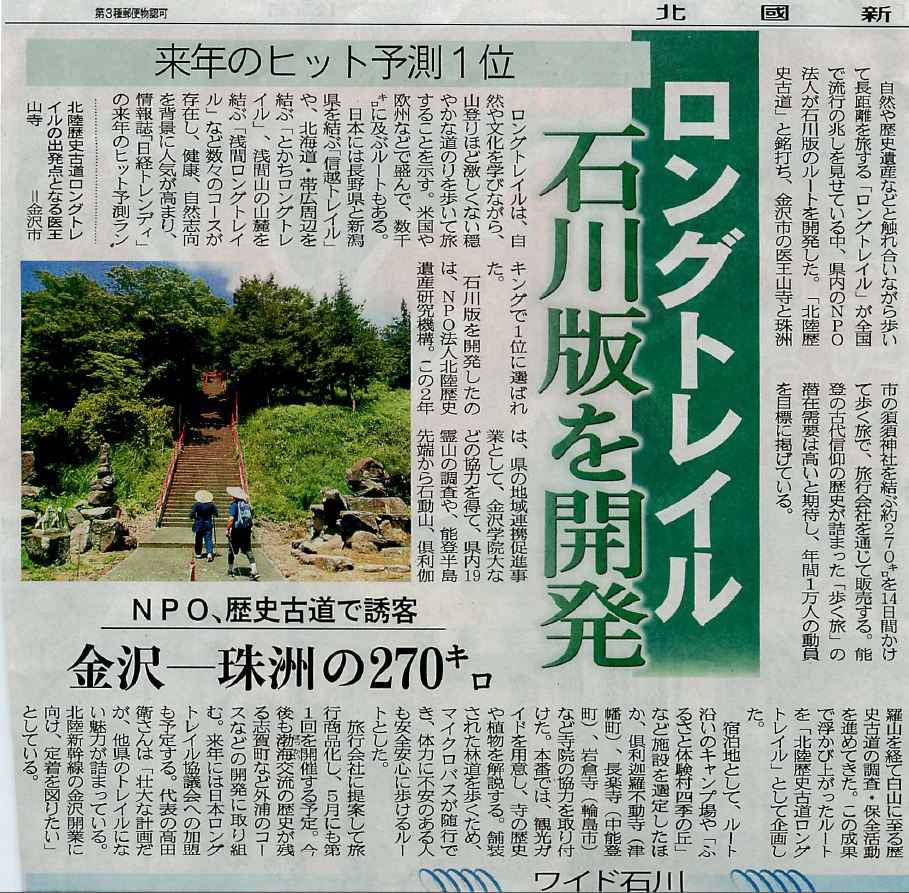 第３種郵便物認可
北國新
来年のヒット予測１位
ロングトレイル
石川版を開発
自然や歴史遺産などと触れ合いながら歩い
て長距離を旅する「ロングトレイル」が全国
で流行の兆しを見せている中、県内のＮＰＯ
法人が石川版のルートを開発した。「北陸歴
史古道」と銘打ち、金沢市の医王山寺と珠洲
市の須須神社を結ぶ約２７０㌔を14日間かけ
て歩く旅で、旅行会社を通じて販売する。能
登の古代信仰の歴史が詰まった「歩く旅」の
潜在需要は高いと期待し、年間１万人の動員
を目標に掲げている。
ロングトレイルは、自
然や文化を学びながら、
山登りほど激しくない穏
やかな道のりを歩いて旅
することを示す。米国や
欧州などで盛んで、数千
㌔に及ぶルートもある。
日本には長野県と新潟
県を結ぶ「信越トレイル」
や、北海道・帯広周辺を
結ぶ「とかちロングトレ
イル」、浅間山の山麓を
結ぶ「浅間ロングトレイ
ル」など数々のコースが
存在し、健康、自然志向
を背景に人気が高まり、
情報誌「日経トレンディ」
の来年のヒット予測ラン
キングで１位に選ばれ
た。
石川版を開発したの
は、ＮＰＯ法人北陸歴史
遺産研究機構。この２年
は、県の地域連携促進事
業として、金沢学院大な
どの協力を得て、県内19
霊山の調査や、能登半島
先端から石動山、倶利伽
羅山を経て白山に至る歴
史古道の調査・保全活動
を進めてきた。この成果
で浮かび上がったルート
を「北陸歴史古道ロング
トレイル」として企画し
た。
宿泊地として、ルート
沿いのキャンプ場や「ふ
るさと体験村四季の丘」
など施設を選定したほ
か、倶利迦羅不動寺（津
幡町）、長楽寺（中能登
町）、岩倉寺（輪島市）
など寺院の協力を取り付
けた。本番では、観光ガ
イドを用意し、寺の歴史
や植物を解説する。舗装
された林道を歩くため、
マイクロバスが随行で
き、体力に不安のある人
も安全安心に歩けるルー
トとした。
旅行会社に提案して旅
行商品化し、５月にも第
１回を開催する予定。今
後も渤海交流の歴史が残
る志賀町など外浦のコー
スなどの開発に取り組
む。来年には日本ロング
トレイル協議会への加盟
も予定する。代表の高田
衛さんは「壮大な計画だ
が、他県のトレイルにな
い魅力が詰まっている。
北陸新幹線の金沢開業に
向け、定着を図りたい」
としている。
北陸歴史古道ロングトレ
イルの出発点となる医王
山寺　＝金沢市
ＮＰＯ、歴史古道で誘客
金沢―珠洲の270㌔
ワイド石川